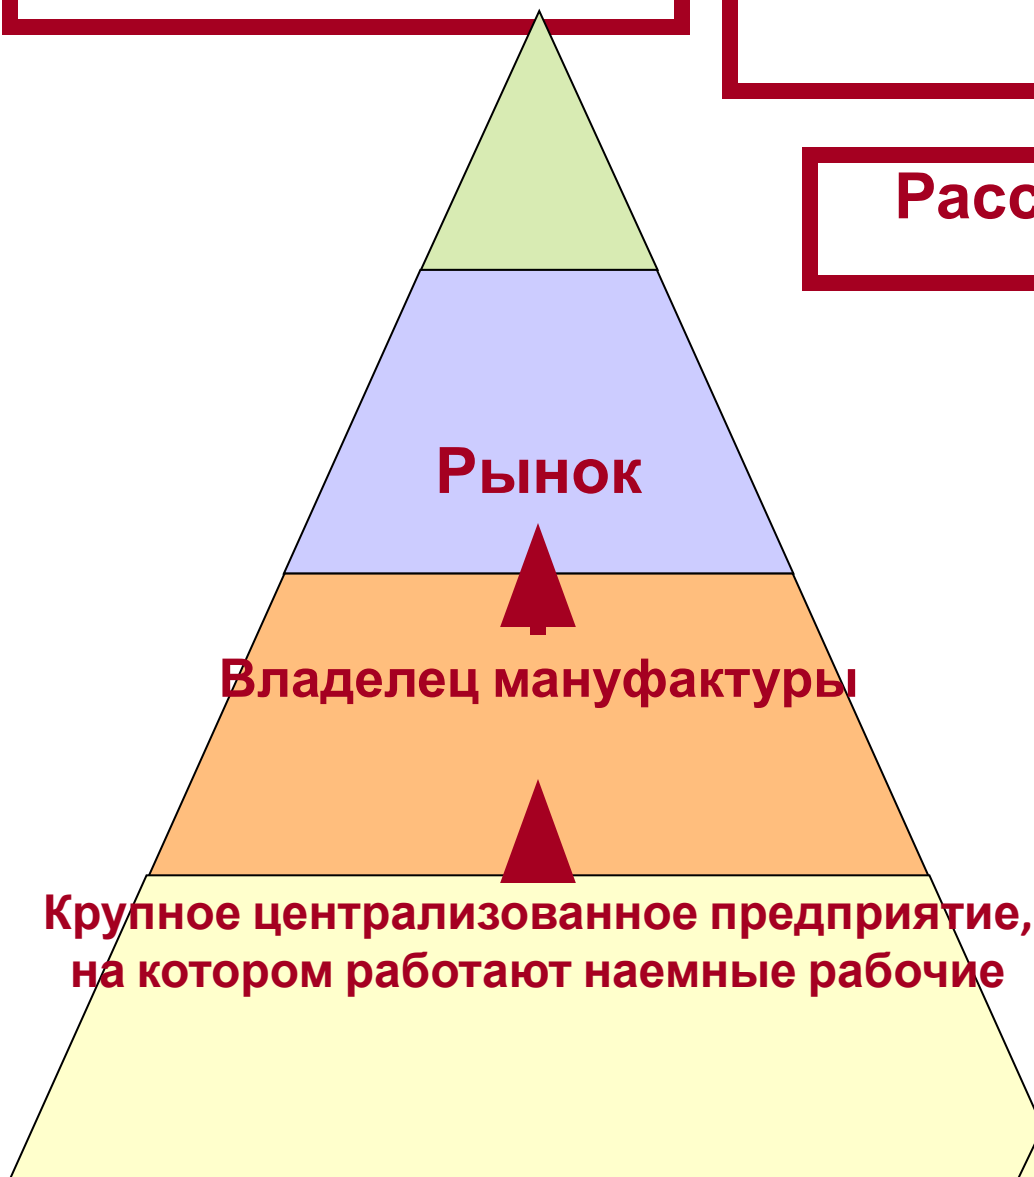 Рынок
Владелец мануфактуры
Крупное централизованное предприятие,
на котором работают наемные рабочие